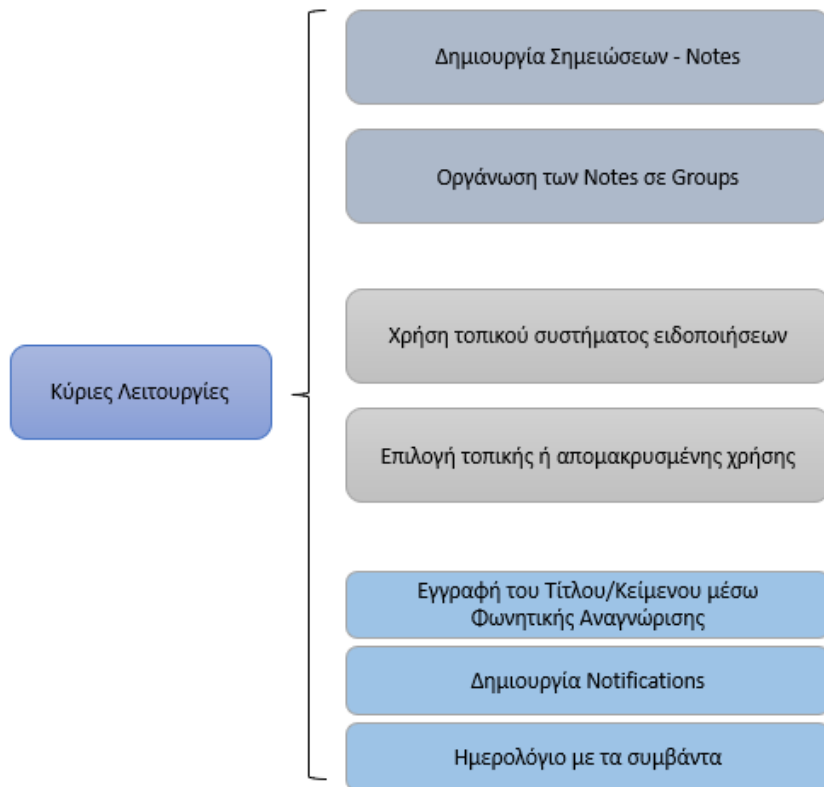 Κύριες Λειτουργίες
Δημιουργία Σημειώσεων - Notes
Οργάνωση των Notes σε Groups
Χρήση τοπικού συστήματος ειδοποιήσεων
Επιλογή τοπικής ή απομακρυσμένης χρήσης
Εγγραφή του Τίτλου/Κείμενου μέσω
Φωνητικής Αναγνώρισης
Δημιουργία Notifications
Ημερολόγιο με τα συμβάντα